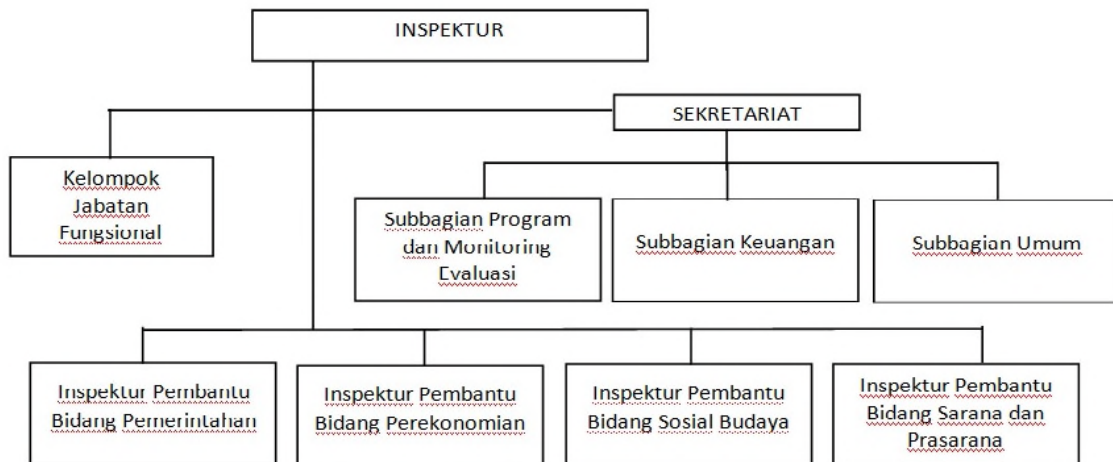 INSPEKTUR
SEKRETARIAT
Kelompok
Jabatan
Fungsional
Subbagian Program
dan Monitoring
Evaluasi
Subbagian Keuangan
Subbagian Umum
Inspektur Pembantu
Bidang Pemerintahan
Inspektur Pembantu
Bidang Perekonomian
Inspektur Pembantu
Bidang Sosial Budaya
Inspektur Pembantu
Bidang Sarana dan
Prasarana